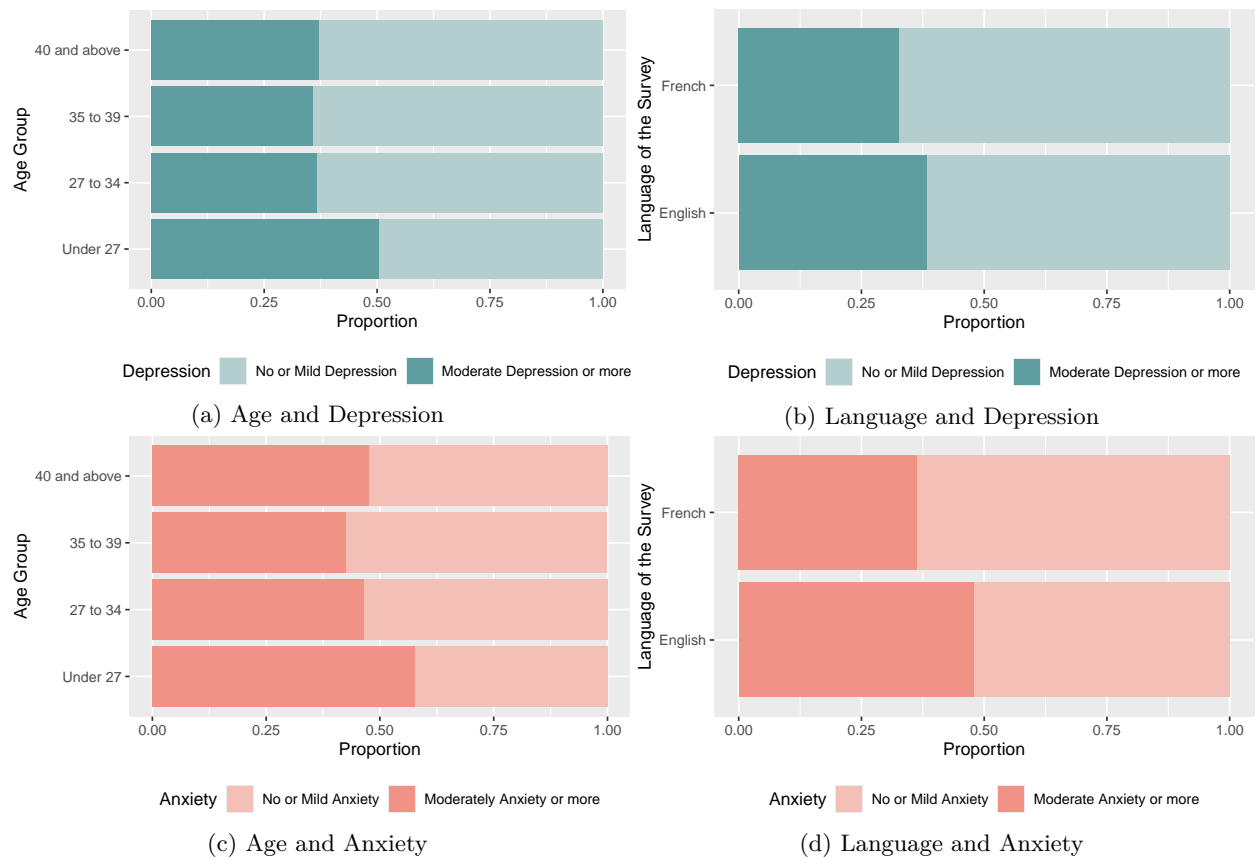 Age Group
40 and above
35 to 39
27 to 34
Under 27
0.00 0.25 0.50 0.75 1.00
Proportion
Depression No or Mild Depression Moderate Depression or more
(a) Age and Depression
Language of the Survey
French
English
0.00 0.25 0.50 0.75 1.00
Proportion
Depression No or Mild Depression Moderate Depression or more
(b) Language and Depression
Age Group
40 and above
35 to 39
27 to 34
Under 27
0.00 0.25 0.50 0.75 1.00
Proportion
Anxiety No or Mild Anxiety Moderately Anxiety or more
(c) Age and Anxiety
Language of the Survey
French
English
0.00 0.25 0.50 0.75 1.00
Proportion
Anxiety No or Mild Anxiety Moderate Anxiety or more
(d) Language and Anxiety